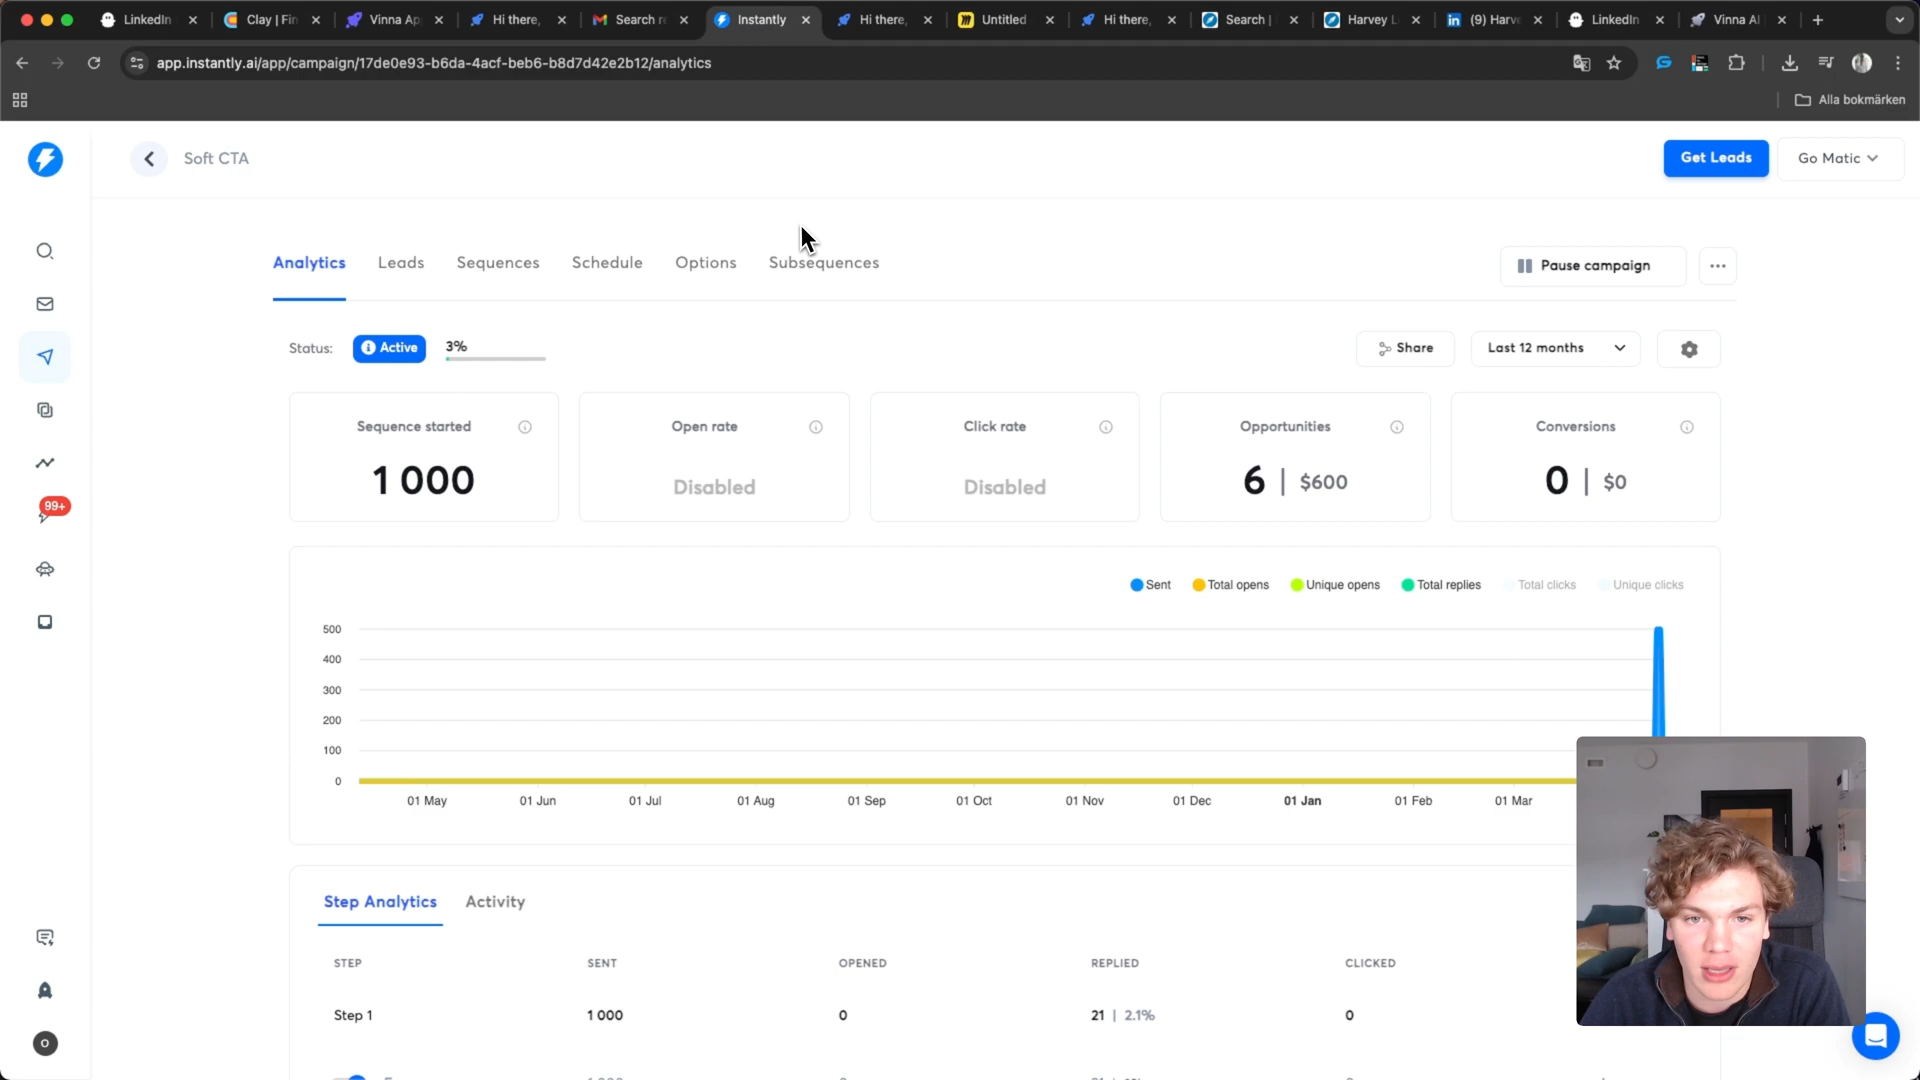 LinkedIn
Clay | Fin
Vinna Ap
Hi there,
Search re
Instantly
Hi there,
Untitled
Hi there,
Search |
Harvey L
(9) Harve
LinkedIn
Vinna AI
app.instantly.ai/app/campaign/17de0e93-b6da-4acf-beb6-b8d7d42e2b12/analytics
Alla bokmärken
Soft CTA
Get Leads
Go Matic
Analytics
Leads
Sequences
Schedule
Options
Subsequences
Pause campaign
Status:
Active
3%
Share
Last 12 months
Sequence started
1 000
Open rate
Disabled
Click rate
Disabled
Opportunities
6 | $600
Conversions
0 | $0
99+
Sent
Total opens
Unique opens
Total replies
Total clicks
Unique clicks
500
400
300
200
100
0
01 May
01 Jun
01 Jul
01 Aug
01 Sep
01 Oct
01 Nov
01 Dec
01 Jan
01 Feb
01 Mar
Step Analytics
Activity
STEP
SENT
OPENED
REPLIED
CLICKED
Step 1
1 000
0
21 | 2.1%
0
O